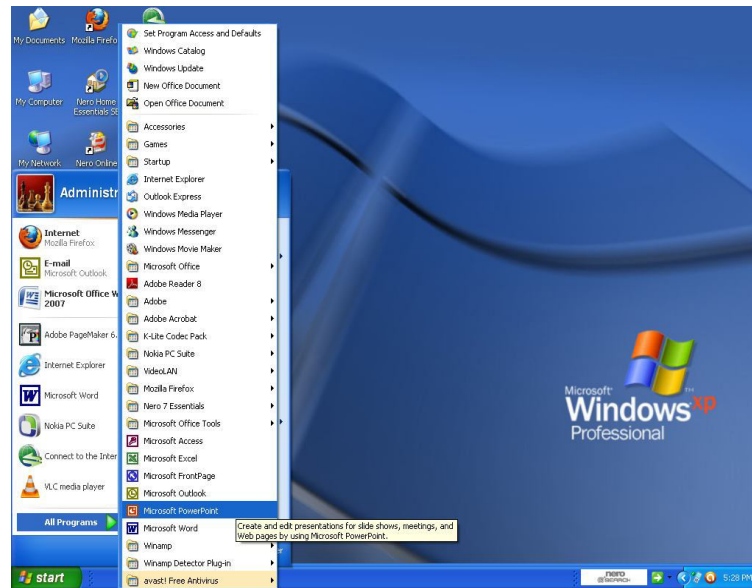 My Documents
Mozilla Firefo
My Computer
Nero Home
Essentials SE
My Network
Nero Online
Administr
Internet
Mozilla Firefox
E-mail
Microsoft Outlook
Microsoft Office W
2007
Adobe PageMaker 6.
Internet Explorer
Microsoft Word
Nokia PC Suite
Connect to the Inter
VLC media player
All Programs
Set Program Access and Defaults
Windows Catalog
Windows Update
New Office Document
Open Office Document
Accessories
Games
Startup
Internet Explorer
Outlook Express
Windows Media Player
Windows Messenger
Windows Movie Maker
Microsoft Office
Adobe Reader 8
Adobe
Adobe Acrobat
K-Lite Codec Pack
Nokia PC Suite
VideoLAN
Mozilla Firefox
Nero 7 Essentials
Microsoft Office Tools
Microsoft Access
Microsoft Excel
Microsoft FrontPage
Microsoft Outlook
Microsoft PowerPoint
Microsoft Word
Winamp
Winamp Detector Plug-in
avast! Free Antivirus
Create and edit presentations for slide shows, meetings, and
Web pages by using Microsoft PowerPoint.
Microsoft
Windows xp
Professional
start
nero
SEARCH
5:28 PM